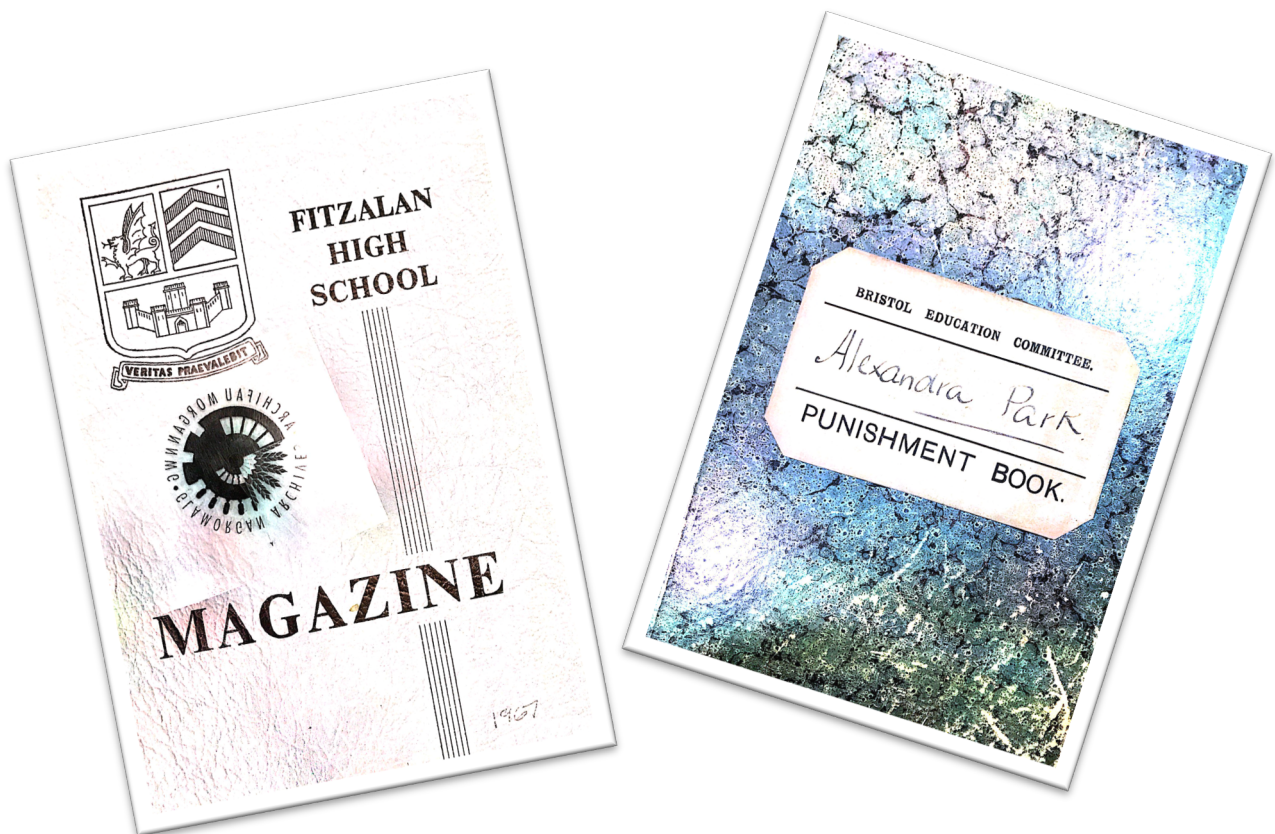 FITZALAN
HIGH
SCHOOL
VERITAS PRAEVALEBIT
ARCHIFAU MORGANNWG • GLAMORGAN ARCHIVES
MAGAZINE
1967
BRISTOL EDUCATION COMMITTEE.
Alexandra Park.
PUNISHMENT BOOK.